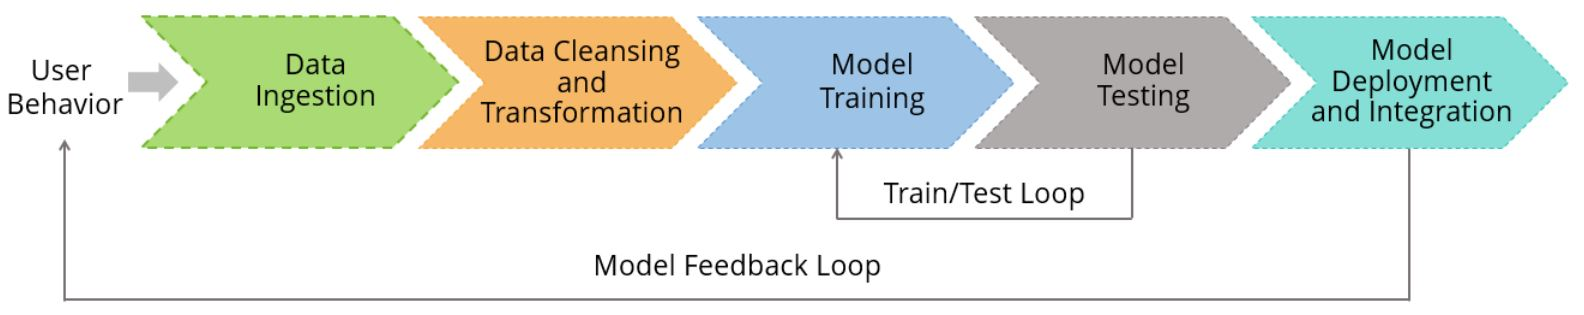 User
Behavior
Data
Ingestion
Data Cleansing
and
Transformation
Model
Training
Model
Testing
Model
Deployment
and Integration
Train/Test Loop
Model Feedback Loop